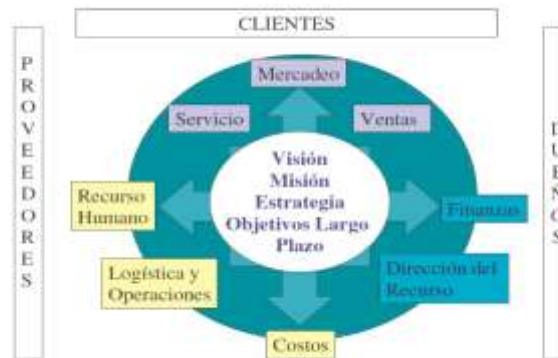 CLIENTES
PROVEEDORES
Mercadeo
Servicio
Ventas
Visión
Misión
Estrategia
Objetivos Largo
Plazo
Recurso
Humano
Finanzas
Logística y
Operaciones
Dirección del
Recurso
Costos